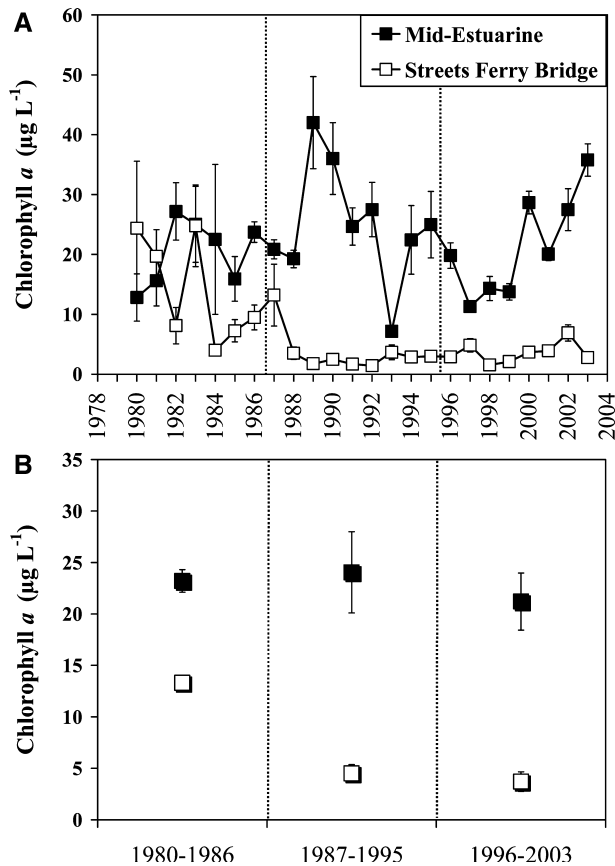 A
Chlorophyll a (µg L-1)
60
50
40
30
20
10
0
Mid-Estuarine
Streets Ferry Bridge
1978 1980 1982 1984 1986 1988 1990 1992 1994 1996 1998 2000 2002 2004
B
Chlorophyll a (µg L-1)
35
30
25
20
15
10
5
0
1980-1986 1987-1995 1996-2003